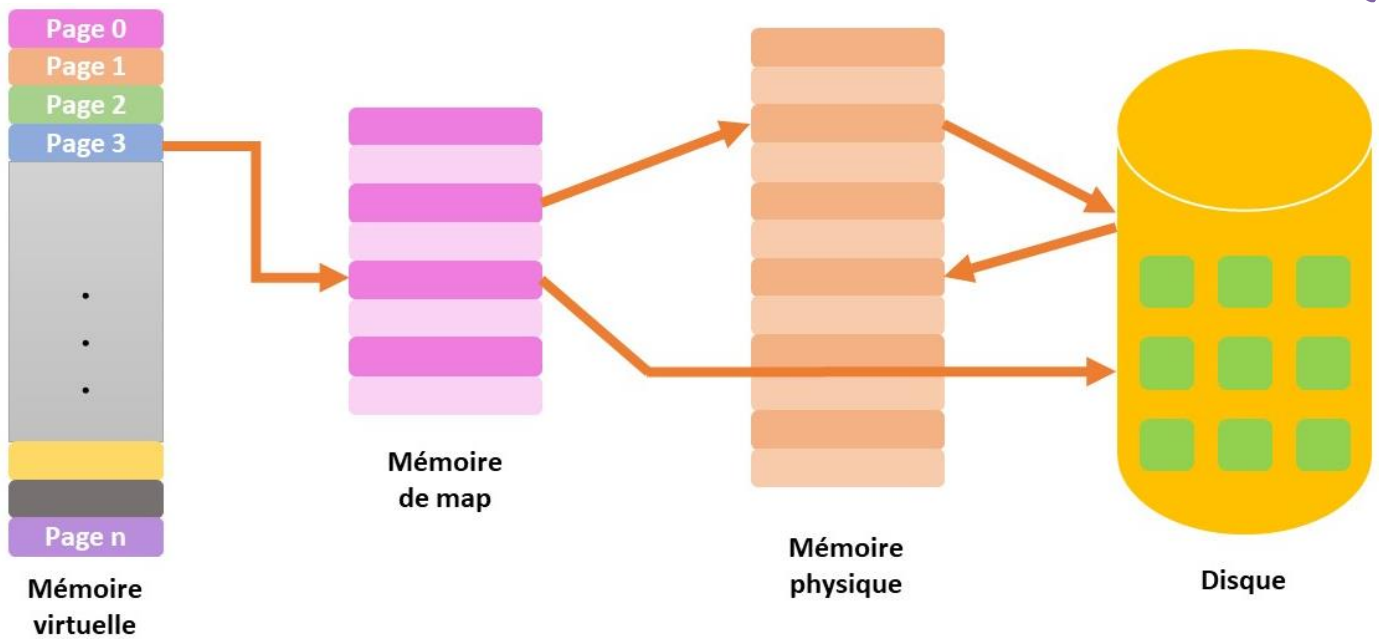 Page 0
Page 1
Page 2
Page 3
Page n
Mémoire
virtuelle
Mémoire
de map
Mémoire
physique
Disque